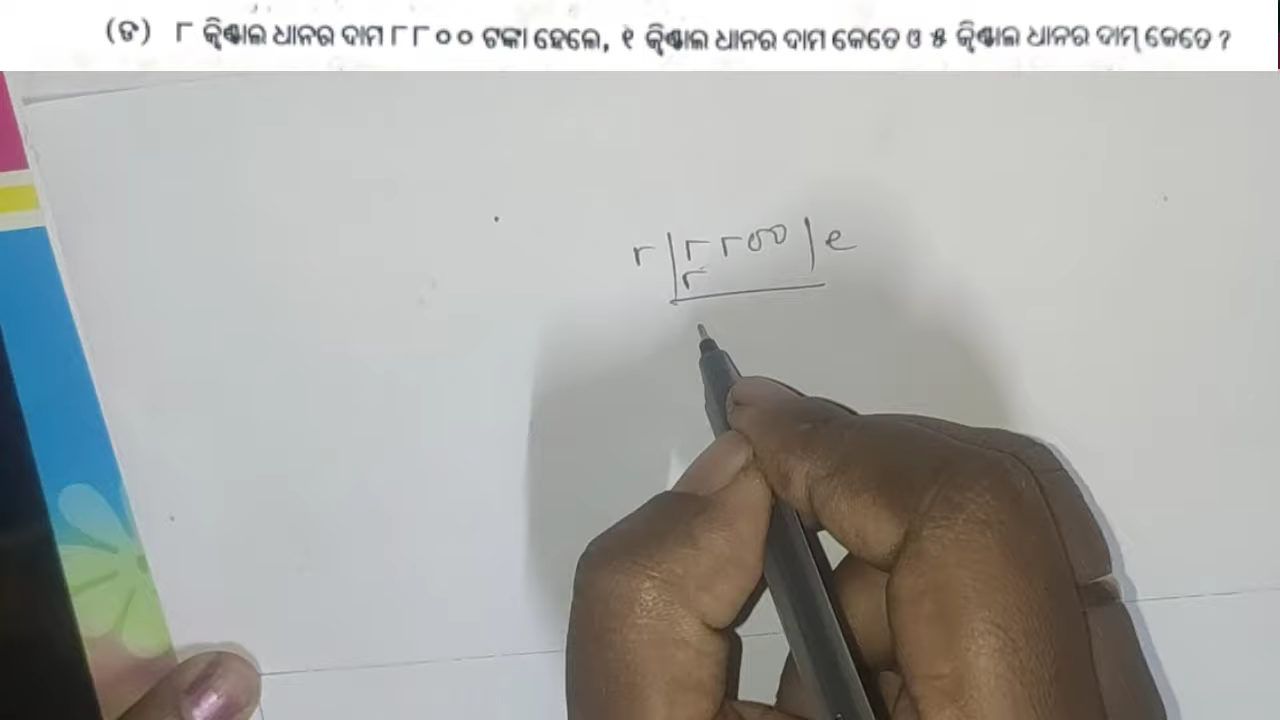 (ଙ) ୮ କ୍ୱିଣ୍ଟାଲ ଧାନର ଦାମ ୮୮୦୦ ଟଙ୍କା ହେଲେ, ୧ କ୍ୱିଣ୍ଟାଲ ଧାନର ଦାମ କେତେ ଓ ୫ କ୍ୱିଣ୍ଟାଲ ଧାନର ଦାମ୍ କେତେ ?
୮ | ୮୮୦୦ | ୧
୮